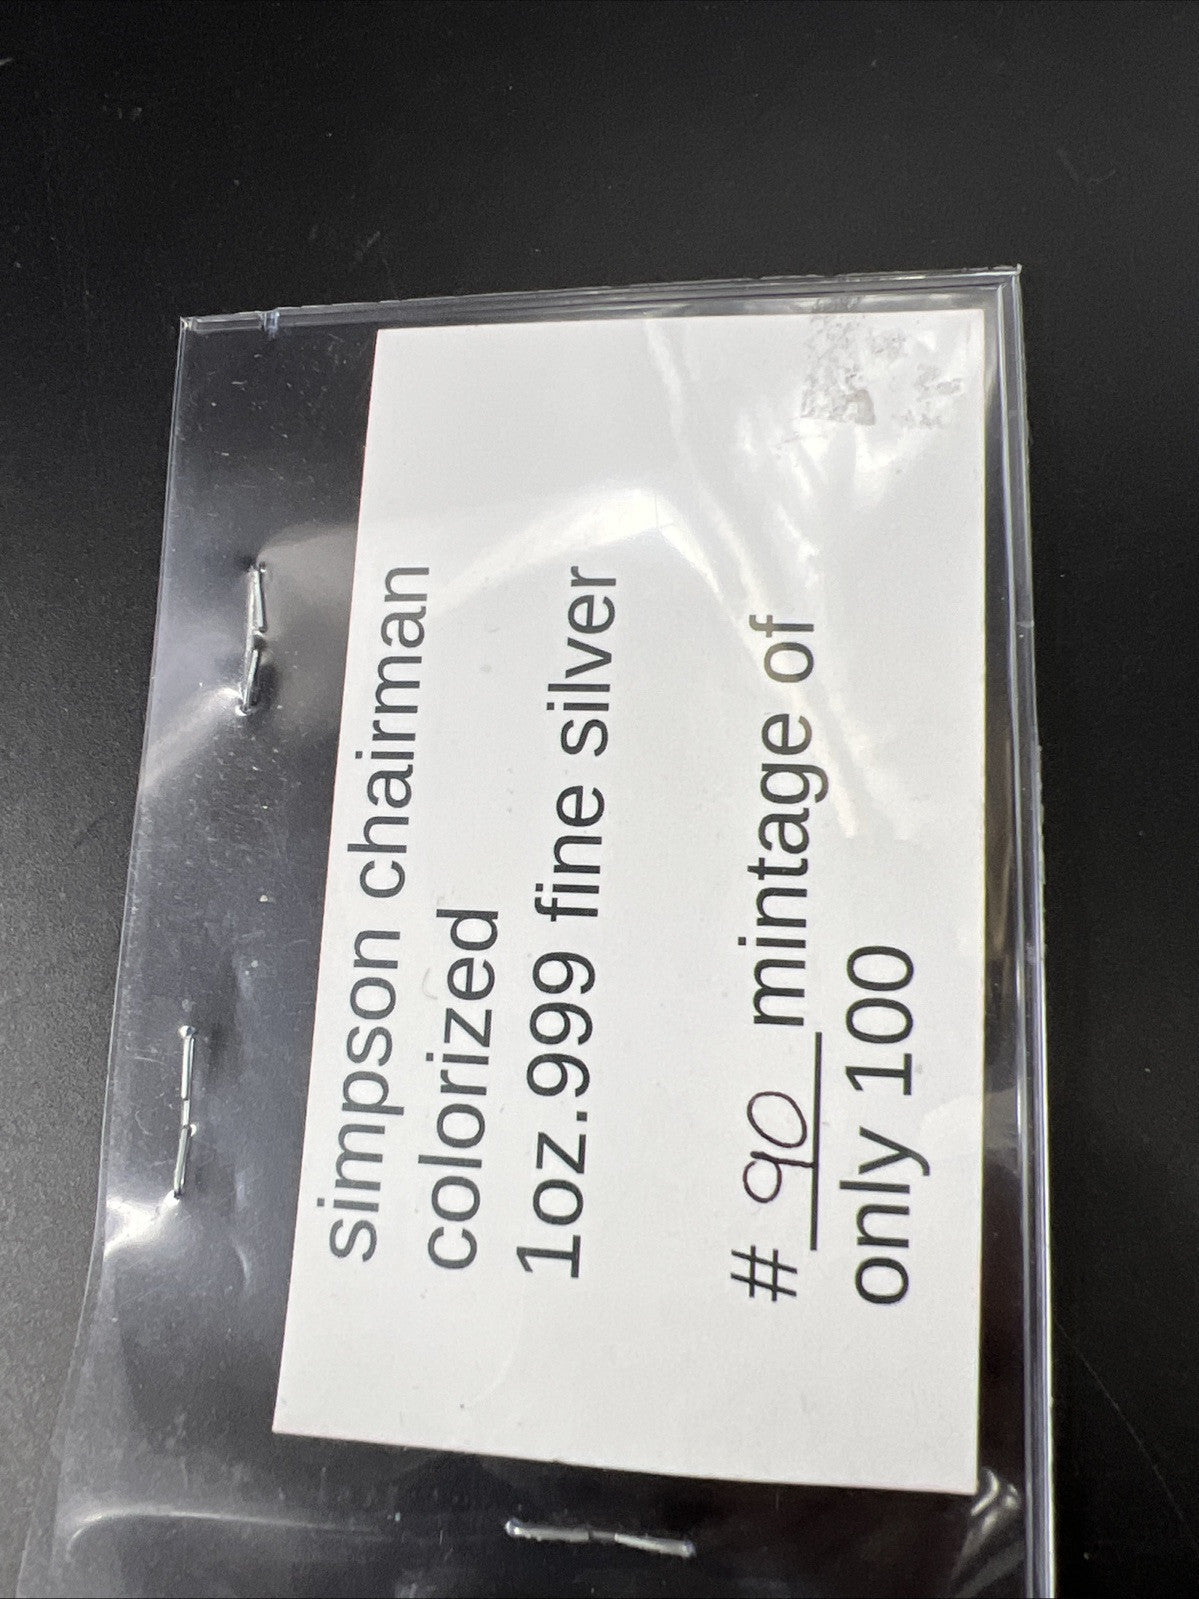 simpson chairman
colorized
1oz.999 fine silver
# 90 mintage of
only 100